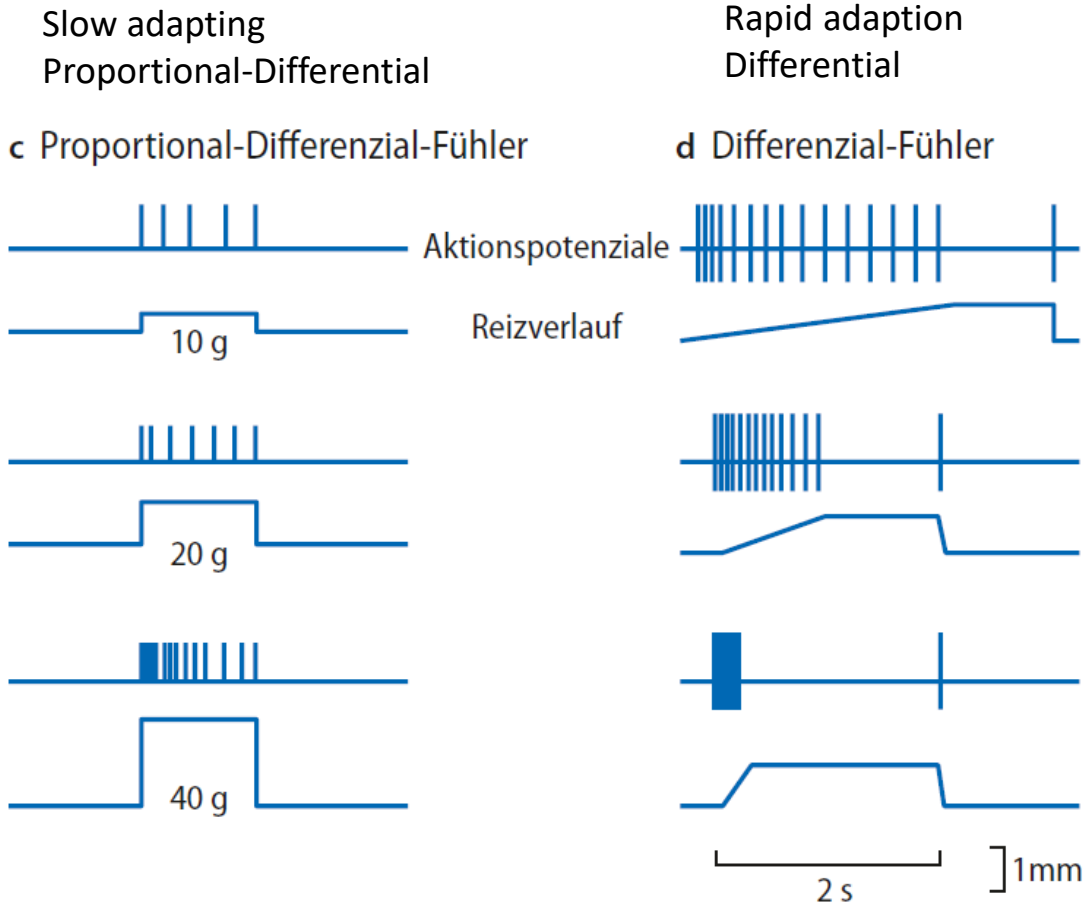 Slow adapting
Proportional-Differential
Rapid adaption
Differential
c Proportional-Differenzial-Fühler
d Differenzial-Fühler
Aktionspotenziale
Reizverlauf
10 g
20 g
40 g
2 s
1mm